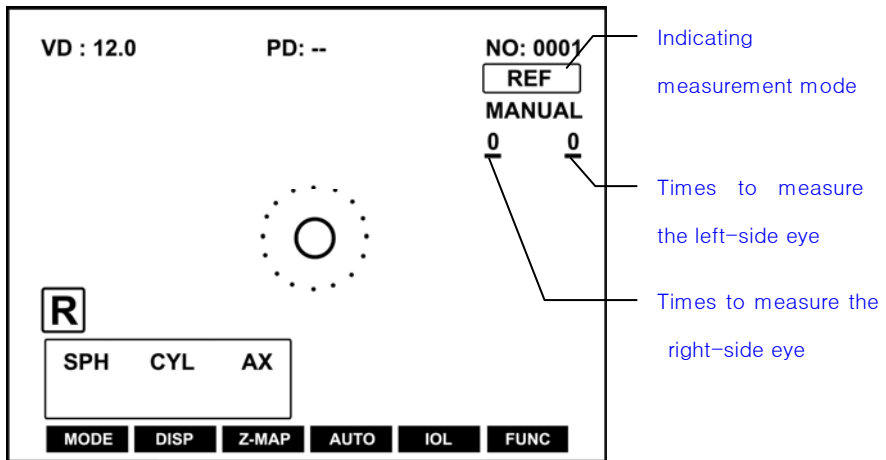 VD : 12.0 PD: -- NO: 0001
REF
MANUAL
0 0
R
SPH CYL AX
MODE DISP Z-MAP AUTO IOL FUNC
Indicating
measurement mode
Times to measure
the left-side eye
Times to measure the
right-side eye